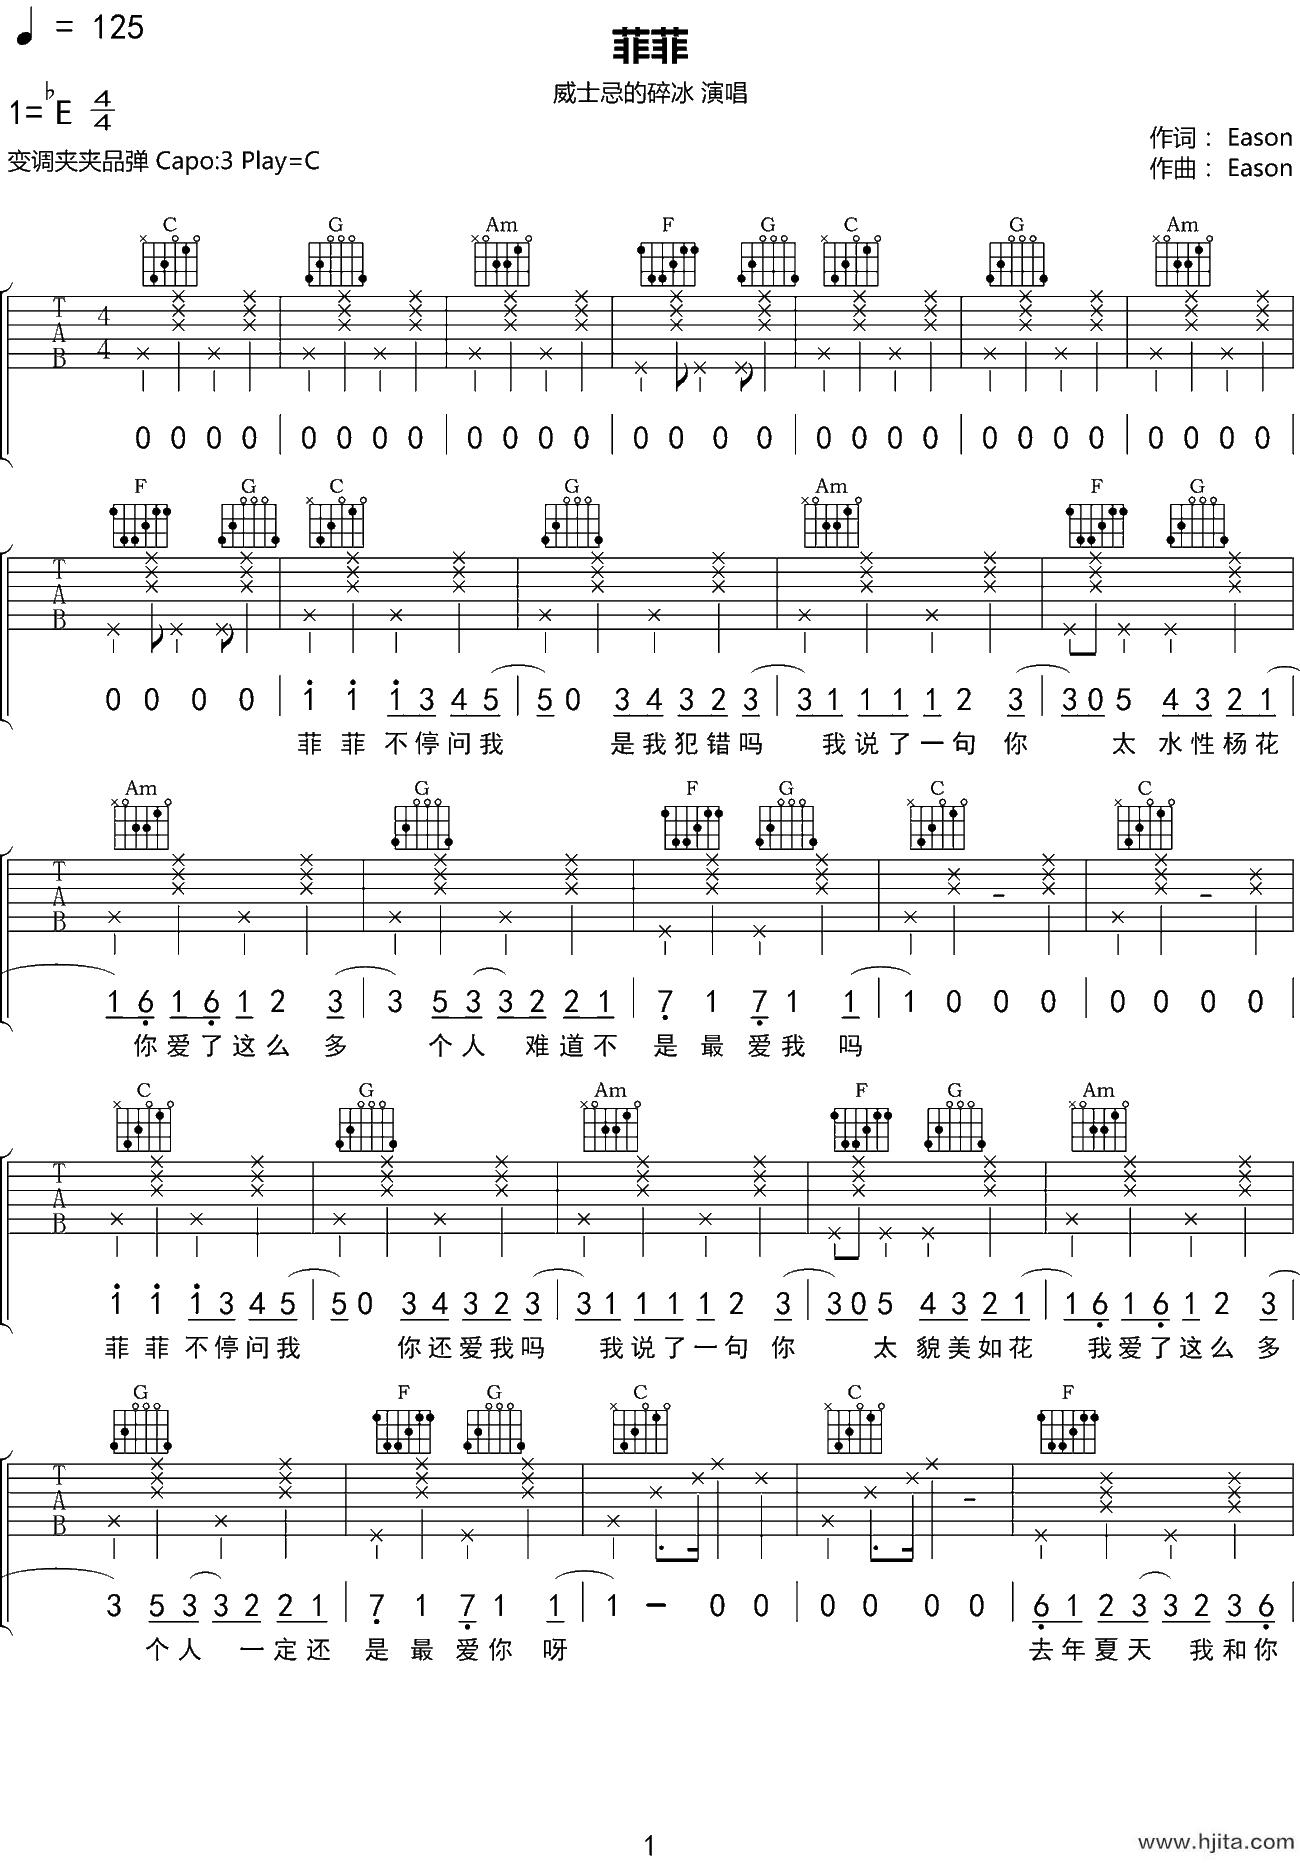 ♩ = 125
菲菲
威士忌的碎冰 演唱
1=♭E 4/4
作词： Eason
变调夹夹品弹 Capo:3 Play=C
作曲： Eason
C G Am F G C G Am
T A B 4 4
0 0 0 0 | 0 0 0 0 | 0 0 0 0 | 0 0 0 0 | 0 0 0 0 | 0 0 0 0 | 0 0 0 0
F G C G Am F G
T A B
0 0 0 0 | 1 1 1 3 4 5 | 5 0 3 4 3 2 3 | 3 1 1 1 1 2 3 | 3 0 5 4 3 2 1
菲 菲 不停问我 是我犯错吗 我说了一句 你 太 水性杨花
Am G F G C C
T A B
1 6 1 6 1 2 3 | 3 5 3 3 2 2 1 | 7 1 7 1 1 | 1 0 0 0 | 0 0 0 0
你爱了这么 多 个人 难道不 是 最 爱我 吗
C G Am F G Am
T A B
1 1 1 3 4 5 | 5 0 3 4 3 2 3 | 3 1 1 1 1 2 3 | 3 0 5 4 3 2 1 | 1 6 1 6 1 2 3
菲 菲 不停问我 你还爱我吗 我说了一句 你 太 貌美如花 我爱了这么 多
G F G C C F
T A B
3 5 3 3 2 2 1 | 7 1 7 1 1 | 1 — 0 0 | 0 0 0 0 | 6 1 2 3 3 2 3 6
个人 一定还 是 最 爱你 呀 去年夏天 我和你
1
www.hjita.com